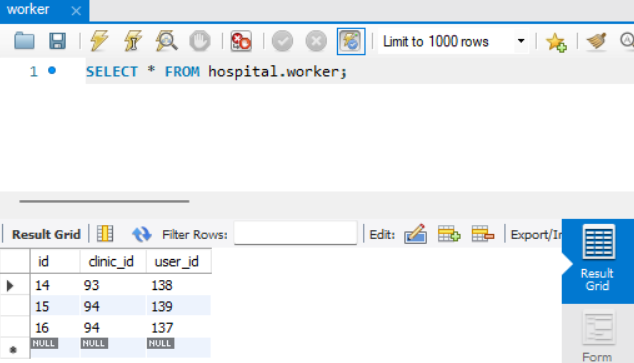 worker
Limit to 1000 rows
1 SELECT * FROM hospital.worker;
Result Grid Filter Rows: Edit: Export/Im
id clinic_id user_id
14 93 138
15 94 139
16 94 137
NULL NULL NULL
Result
Grid
Form